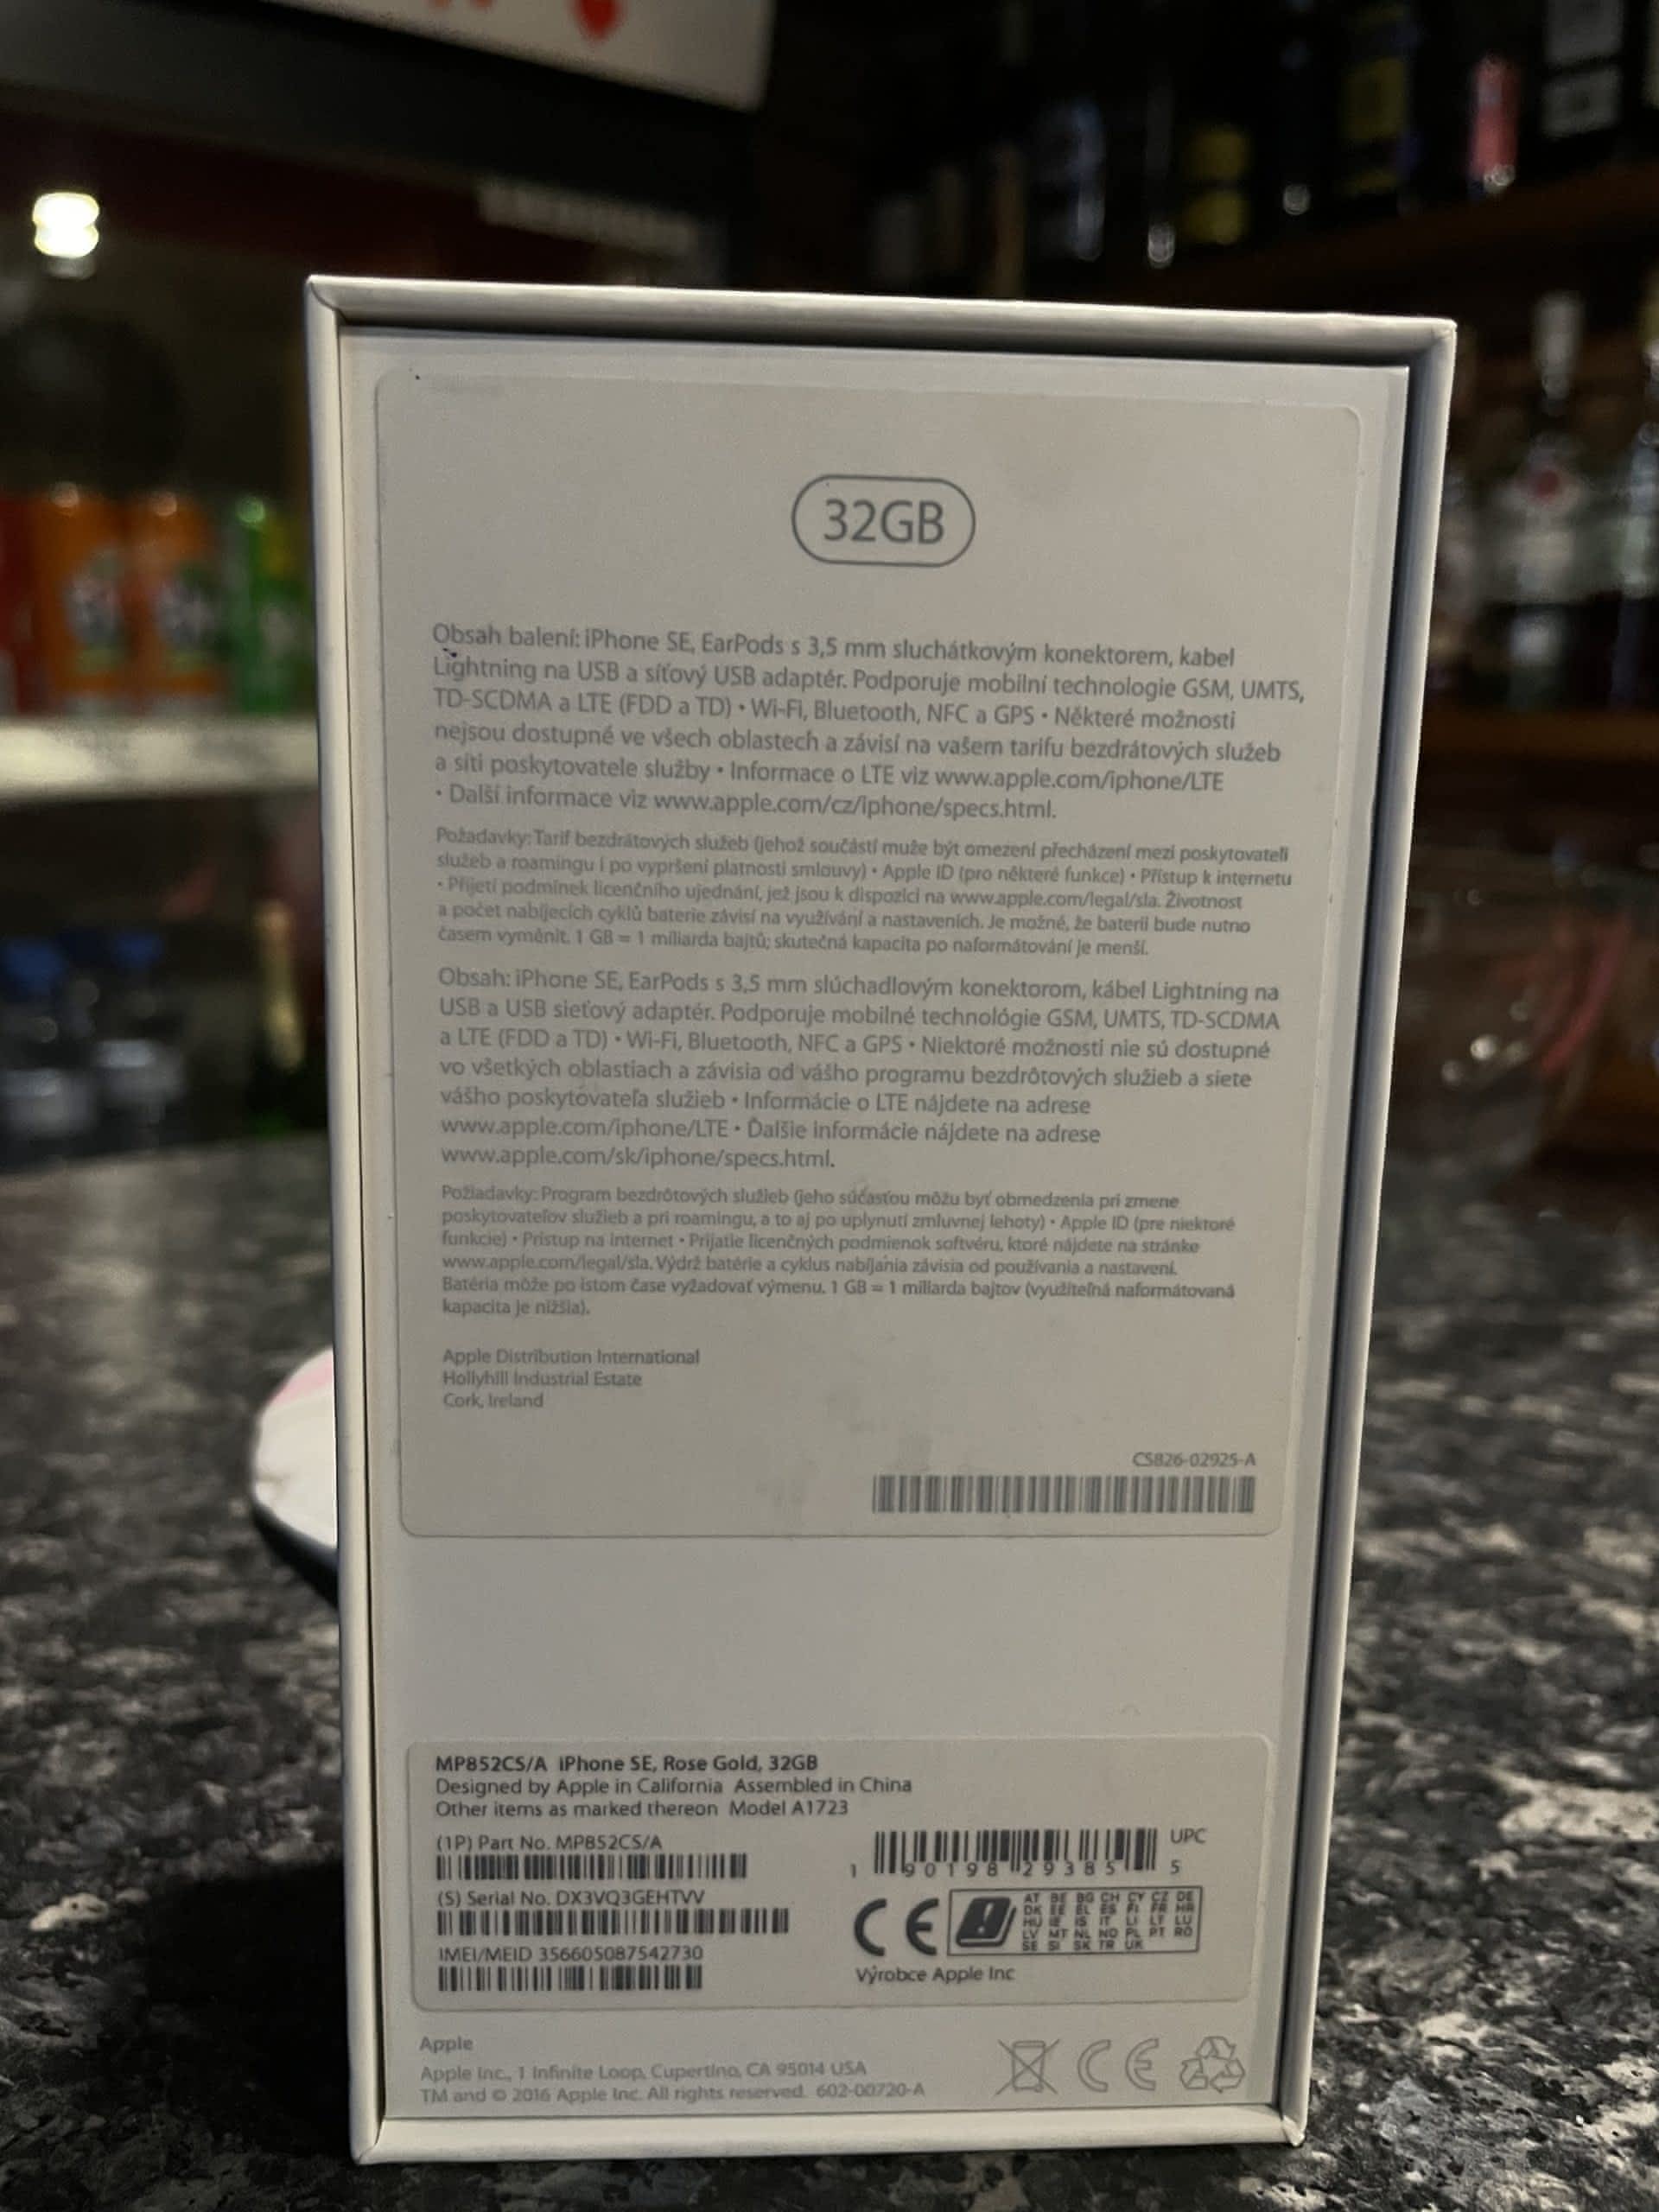 32GB
Obsah balení: iPhone SE, EarPods s 3,5 mm sluchátkovým konektorem, kabel
Lightning na USB a síťový USB adaptér. Podporuje mobilní technologie GSM, UMTS,
TD-SCDMA a LTE (FDD a TD) • Wi-Fi, Bluetooth, NFC a GPS • Některé možnosti
nejsou dostupné ve všech oblastech a závisí na vašem tarifu bezdrátových služeb
a síti poskytovatele služby • Informace o LTE viz www.apple.com/iphone/LTE
• Další informace viz www.apple.com/cz/iphone/specs.html.
Požadavky: Tarif bezdrátových služeb (jehož součástí muže být omezení přecházení mezi poskytovateli
služeb a roamingu i po vypršení platnosti smlouvy) • Apple ID (pro některé funkce) • Přístup k internetu
• Přijetí podmínek licenčního ujednání, jež jsou k dispozici na www.apple.com/legal/sla. Životnost
a počet nabíjecích cyklů baterie závisí na využívání a nastaveních. Je možné, že baterii bude nutno
časem vyměnit. 1 GB = 1 miliarda bajtů; skutečná kapacita po naformátování je menší.
Obsah: iPhone SE, EarPods s 3,5 mm slúchadlovým konektorom, kábel Lightning na
USB a USB sieťový adaptér. Podporuje mobilné technológie GSM, UMTS, TD-SCDMA
a LTE (FDD a TD) • Wi-Fi, Bluetooth, NFC a GPS • Niektoré možnosti nie sú dostupné
vo všetkých oblastiach a závisia od vášho programu bezdrôtových služieb a siete
vášho poskytovateľa služieb • Informácie o LTE nájdete na adrese
www.apple.com/iphone/LTE • Ďalšie informácie nájdete na adrese
www.apple.com/sk/iphone/specs.html.
Požiadavky: Program bezdrôtových služieb (jeho súčasťou môžu byť obmedzenia pri zmene
poskytovateľov služieb a pri roamingu, a to aj po uplynutí zmluvnej lehoty) • Apple ID (pre niektoré
funkcie) • Prístup na internet • Prijatie licenčných podmienok softvéru, ktoré nájdete na stránke
www.apple.com/legal/sla. Výdrž batérie a cyklus nabíjania závisia od používania a nastavení.
Batéria môže po istom čase vyžadovať výmenu. 1 GB = 1 miliarda bajtov (využiteľná naformátovaná
kapacita je nižšia).
Apple Distribution International
Hollyhill Industrial Estate
Cork, Ireland
CS826-02925-A
MP852CS/A iPhone SE, Rose Gold, 32GB
Designed by Apple in California Assembled in China
Other items as marked thereon Model A1723
(1P) Part No. MP852CS/A
UPC
1 90198 29385 5
(S) Serial No. DX3VQ3GEHTVV
CE
AT BE BG CH CY CZ DE
DK EE EL ES FI FR HR
HU IE IS IT LI LT LU
LV MT NL NO PL PT RO
SE SI SK TR UK
IMEI/MEID 356605087542730
Výrobce Apple Inc
Apple
Apple Inc., 1 Infinite Loop, Cupertino, CA 95014 USA
TM and © 2016 Apple Inc. All rights reserved. 602-00720-A
CE